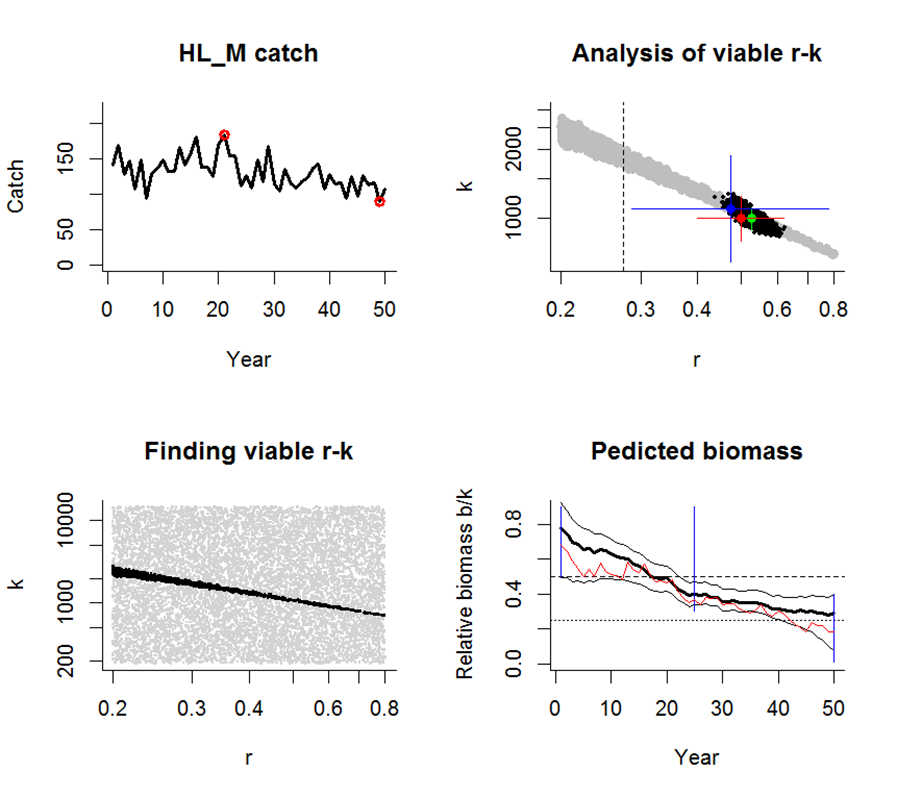 HL_M catch
Catch
150
50
0
0 10 20 30 40 50
Year
Analysis of viable r-k
k
2000
1000
0.2 0.3 0.4 0.6 0.8
r
Finding viable r-k
k
10000
1000
200
0.2 0.3 0.4 0.6 0.8
r
Pedicted biomass
Relative biomass b/k
0.8
0.4
0.0
0 10 20 30 40 50
Year